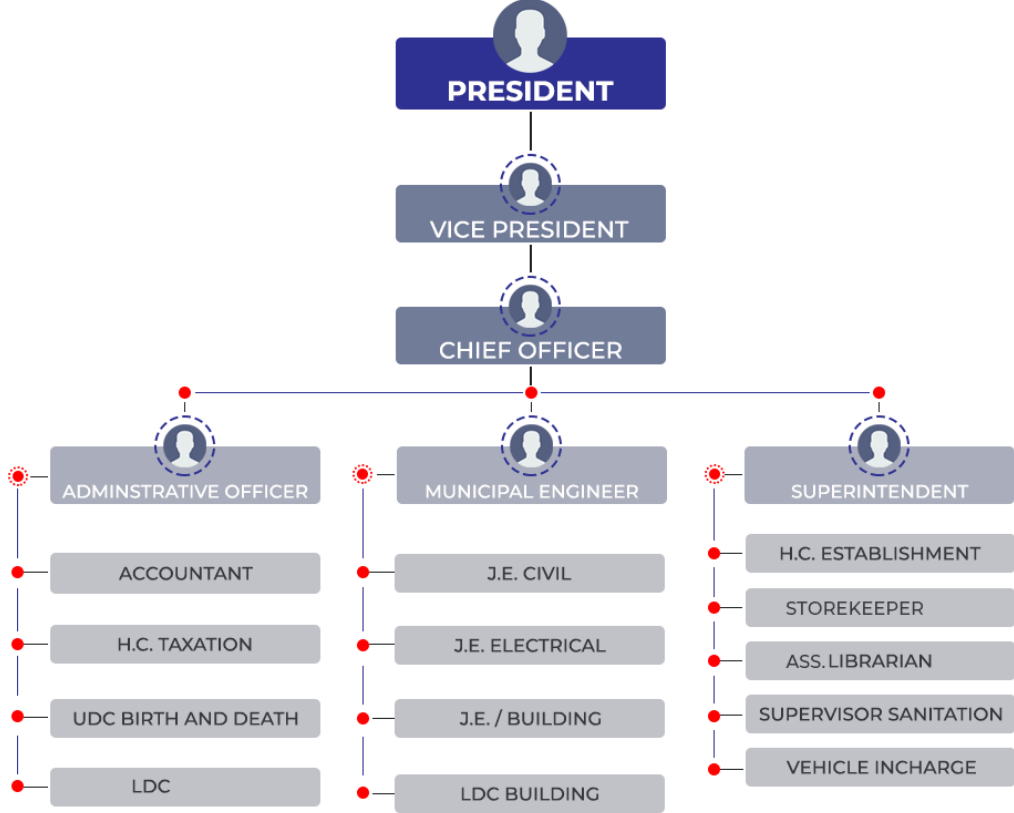 PRESIDENT
VICE PRESIDENT
CHIEF OFFICER
ADMINSTRATIVE OFFICER
ACCOUNTANT
H.C. TAXATION
UDC BIRTH AND DEATH
LDC
MUNICIPAL ENGINEER
J.E. CIVIL
J.E. ELECTRICAL
J.E. / BUILDING
LDC BUILDING
SUPERINTENDENT
H.C. ESTABLISHMENT
STOREKEEPER
ASS. LIBRARIAN
SUPERVISOR SANITATION
VEHICLE INCHARGE